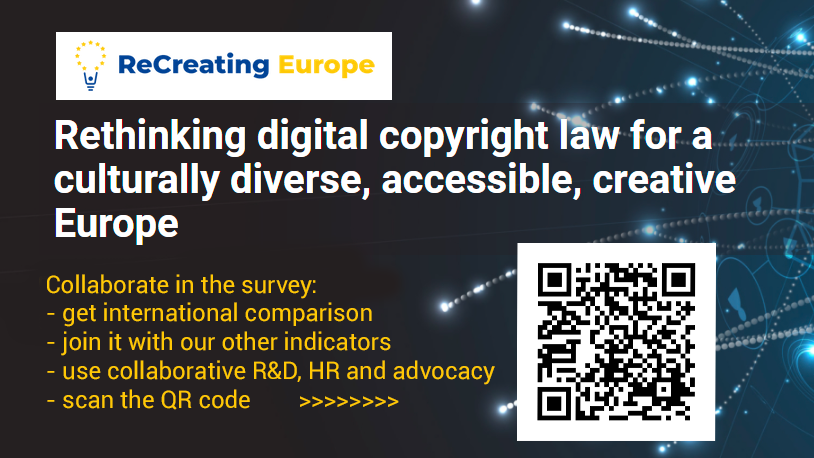 ReCreating Europe
Rethinking digital copyright law for a
culturally diverse, accessible, creative
Europe
Collaborate in the survey:
- get international comparison
- join it with our other indicators
- use collaborative R&D, HR and advocacy
- scan the QR code >>>>>>>>